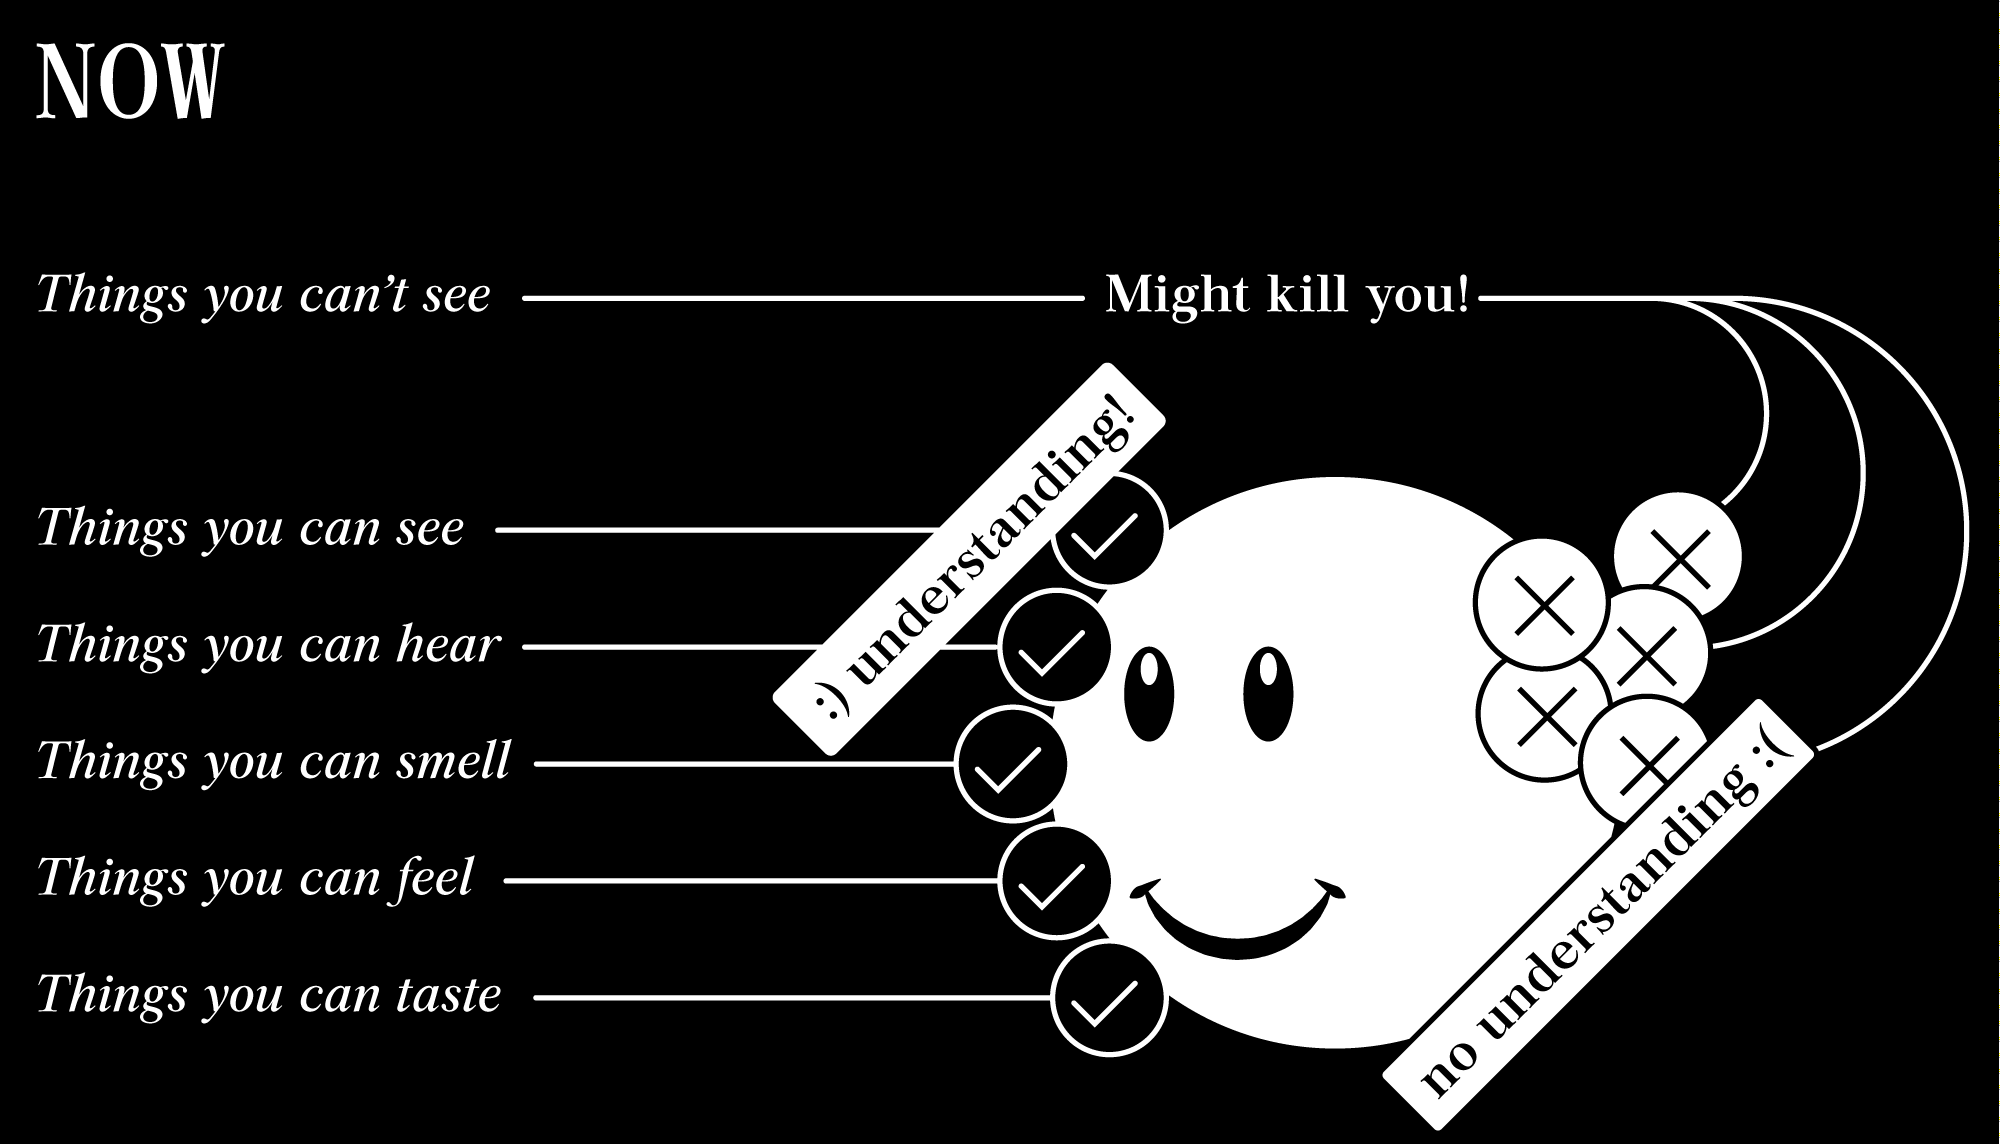 NOW
Things you can’t see
Might kill you!
:) understanding!
Things you can see
Things you can hear
Things you can smell
Things you can feel
Things you can taste
no understanding :(